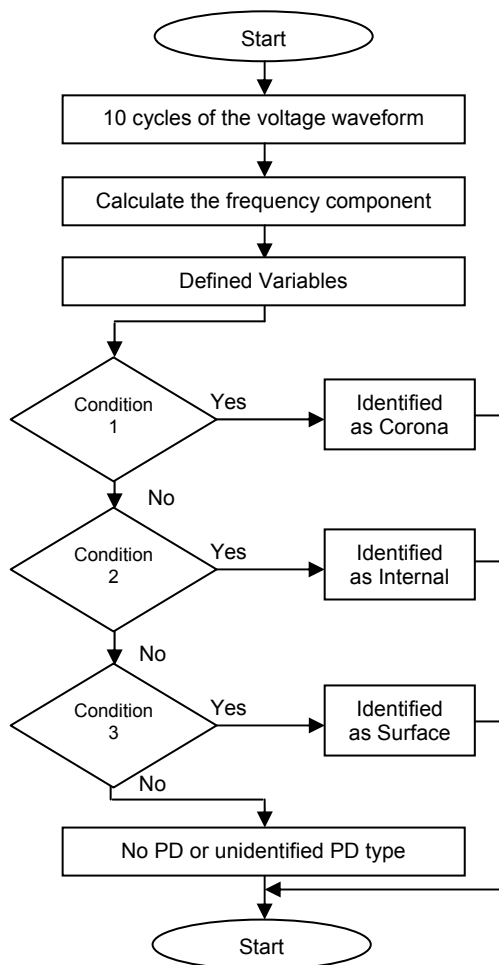 Start
10 cycles of the voltage waveform
Calculate the frequency component
Defined Variables
Condition
1
Yes
Identified
as Corona
No
Condition
2
Yes
Identified
as Internal
No
Condition
3
Yes
Identified
as Surface
No
No PD or unidentified PD type
Start